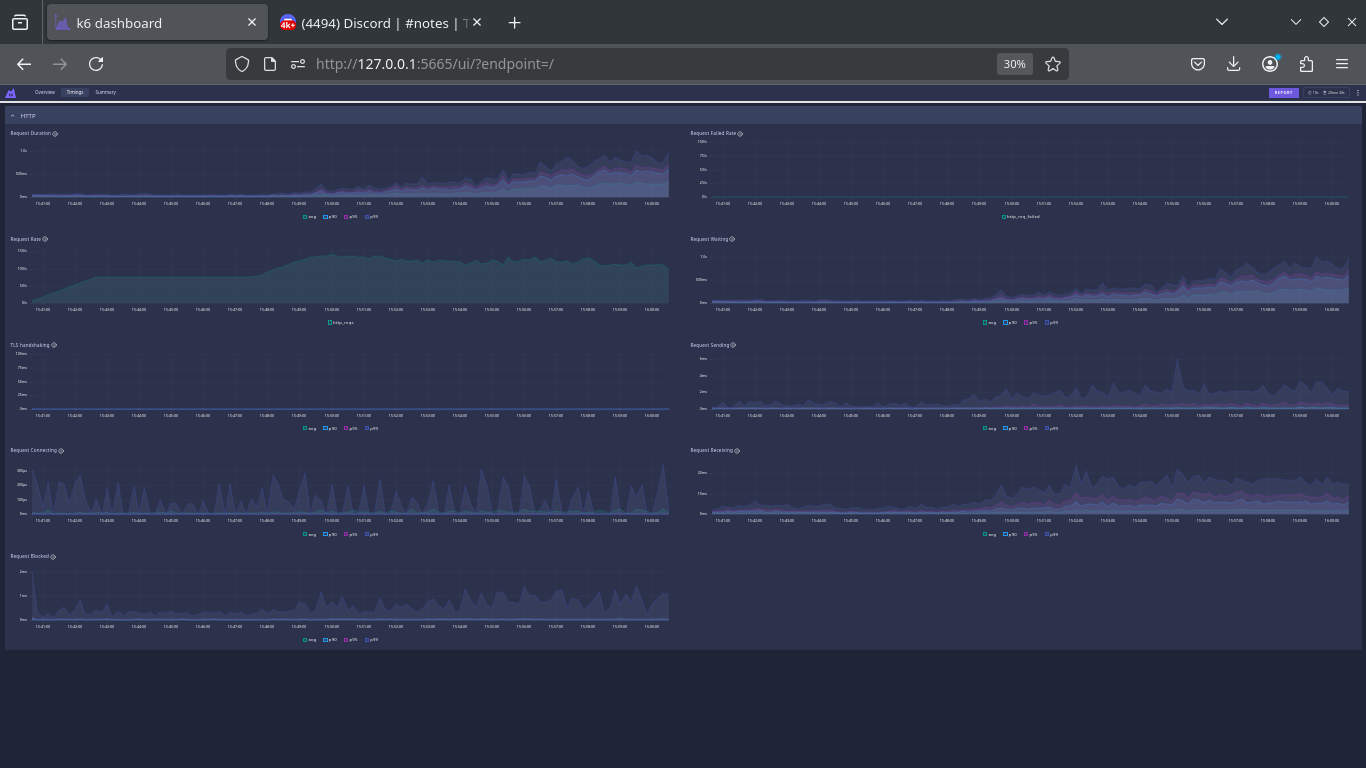 k6 dashboard
(4494) Discord | #notes |
4k+
http://127.0.0.1:5665/ui/?endpoint=/
30%
Overview Timings Summary
REPORT
HTTP
Request Duration
1.0s
500ms
0ms
15:41:00 15:42:00 15:43:00 15:44:00 15:45:00 15:46:00 15:47:00 15:48:00 15:49:00 15:50:00 15:51:00 15:52:00 15:53:00 15:54:00 15:55:00 15:56:00 15:57:00 15:58:00 15:59:00 16:00:00
avg p90 p95 p99
Request Failed Rate
100/s
75/s
50/s
25/s
0/s
15:41:00 15:42:00 15:43:00 15:44:00 15:45:00 15:46:00 15:47:00 15:48:00 15:49:00 15:50:00 15:51:00 15:52:00 15:53:00 15:54:00 15:55:00 15:56:00 15:57:00 15:58:00 15:59:00 16:00:00
http_req_failed
Request Rate
150/s
100/s
50/s
0/s
15:41:00 15:42:00 15:43:00 15:44:00 15:45:00 15:46:00 15:47:00 15:48:00 15:49:00 15:50:00 15:51:00 15:52:00 15:53:00 15:54:00 15:55:00 15:56:00 15:57:00 15:58:00 15:59:00 16:00:00
http_reqs
Request Waiting
1.0s
500ms
0ms
15:41:00 15:42:00 15:43:00 15:44:00 15:45:00 15:46:00 15:47:00 15:48:00 15:49:00 15:50:00 15:51:00 15:52:00 15:53:00 15:54:00 15:55:00 15:56:00 15:57:00 15:58:00 15:59:00 16:00:00
avg p90 p95 p99
TLS handshaking
100ms
75ms
50ms
25ms
0ms
15:41:00 15:42:00 15:43:00 15:44:00 15:45:00 15:46:00 15:47:00 15:48:00 15:49:00 15:50:00 15:51:00 15:52:00 15:53:00 15:54:00 15:55:00 15:56:00 15:57:00 15:58:00 15:59:00 16:00:00
avg p90 p95 p99
Request Sending
6ms
4ms
2ms
0ms
15:41:00 15:42:00 15:43:00 15:44:00 15:45:00 15:46:00 15:47:00 15:48:00 15:49:00 15:50:00 15:51:00 15:52:00 15:53:00 15:54:00 15:55:00 15:56:00 15:57:00 15:58:00 15:59:00 16:00:00
avg p90 p95 p99
Request Connecting
300µs
200µs
100µs
0ms
15:41:00 15:42:00 15:43:00 15:44:00 15:45:00 15:46:00 15:47:00 15:48:00 15:49:00 15:50:00 15:51:00 15:52:00 15:53:00 15:54:00 15:55:00 15:56:00 15:57:00 15:58:00 15:59:00 16:00:00
avg p90 p95 p99
Request Receiving
20ms
10ms
0ms
15:41:00 15:42:00 15:43:00 15:44:00 15:45:00 15:46:00 15:47:00 15:48:00 15:49:00 15:50:00 15:51:00 15:52:00 15:53:00 15:54:00 15:55:00 15:56:00 15:57:00 15:58:00 15:59:00 16:00:00
avg p90 p95 p99
Request Blocked
2ms
1ms
0ms
15:41:00 15:42:00 15:43:00 15:44:00 15:45:00 15:46:00 15:47:00 15:48:00 15:49:00 15:50:00 15:51:00 15:52:00 15:53:00 15:54:00 15:55:00 15:56:00 15:57:00 15:58:00 15:59:00 16:00:00
avg p90 p95 p99